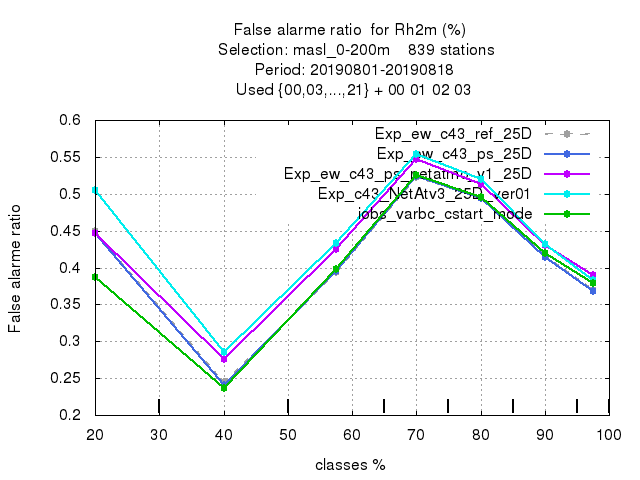 False alarme ratio  for Rh2m (%)
Selection: masl_0-200m    839 stations
Period: 20190801-20190818
Used {00,03,...,21} + 00 01 02 03
Exp_ew_c43_ref_25D
Exp_ew_c43_ps_25D
Exp_ew_c43_ps_netatmo_v1_25D
Exp_c43_NetAtv3_25D_ver01
iobs_varbc_cstart_mode
0.6
0.55
0.5
0.45
0.4
0.35
0.3
0.25
0.2
False alarme ratio
20 30 40 50 60 70 80 90 100
classes %